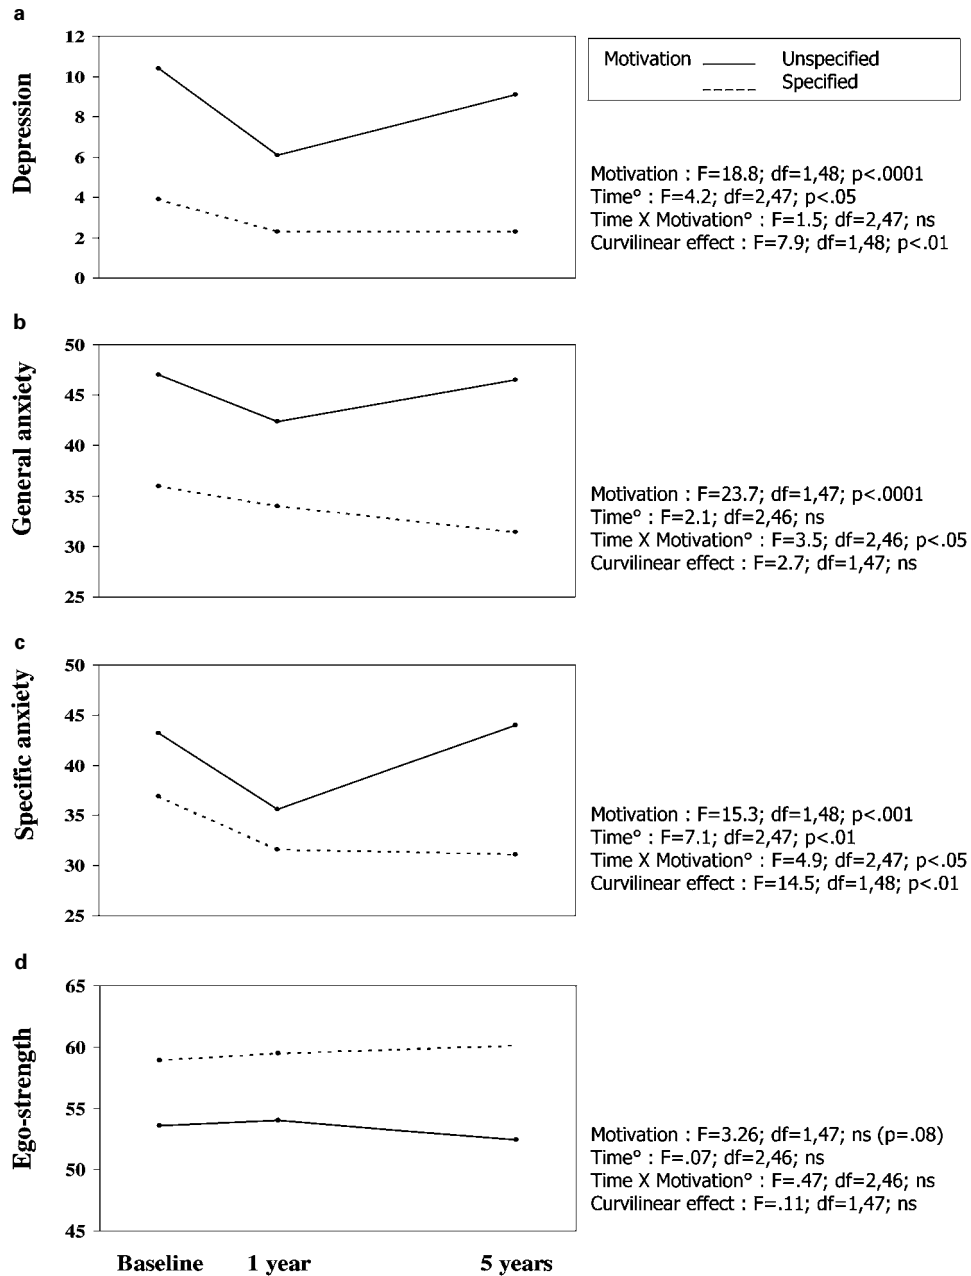 a
12
10
8
6
4
2
0
Depression
Motivation Unspecified
Specified
Motivation : F=18.8; df=1,48; p<.0001
Time° : F=4.2; df=2,47; p<.05
Time X Motivation° : F=1.5; df=2,47; ns
Curvilinear effect : F=7.9; df=1,48; p<.01
b
50
45
40
35
30
25
General anxiety
Motivation : F=23.7; df=1,47; p<.0001
Time° : F=2.1; df=2,46; ns
Time X Motivation° : F=3.5; df=2,46; p<.05
Curvilinear effect : F=2.7; df=1,47; ns
c
50
45
40
35
30
25
Specific anxiety
Motivation : F=15.3; df=1,48; p<.001
Time° : F=7.1; df=2,47; p<.01
Time X Motivation° : F=4.9; df=2,47; p<.05
Curvilinear effect : F=14.5; df=1,48; p<.01
d
65
60
55
50
45
Ego-strength
Motivation : F=3.26; df=1,47; ns (p=.08)
Time° : F=.07; df=2,46; ns
Time X Motivation° : F=.47; df=2,46; ns
Curvilinear effect : F=.11; df=1,47; ns
Baseline 1 year 5 years